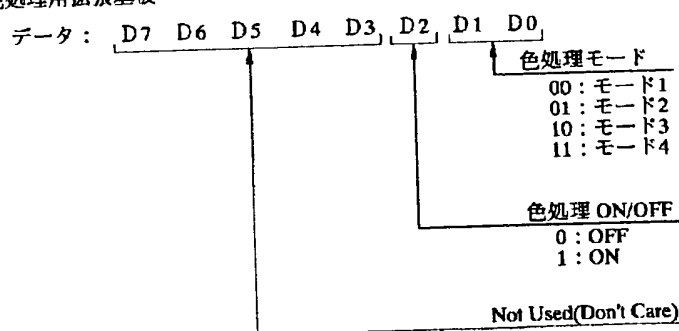 データ： D7 D6 D5 D4 D3 D2 D1 D0
色処理モード
00：モード1
01：モード2
10：モード3
11：モード4
色処理 ON/OFF
0：OFF
1：ON
Not Used(Don't Care)